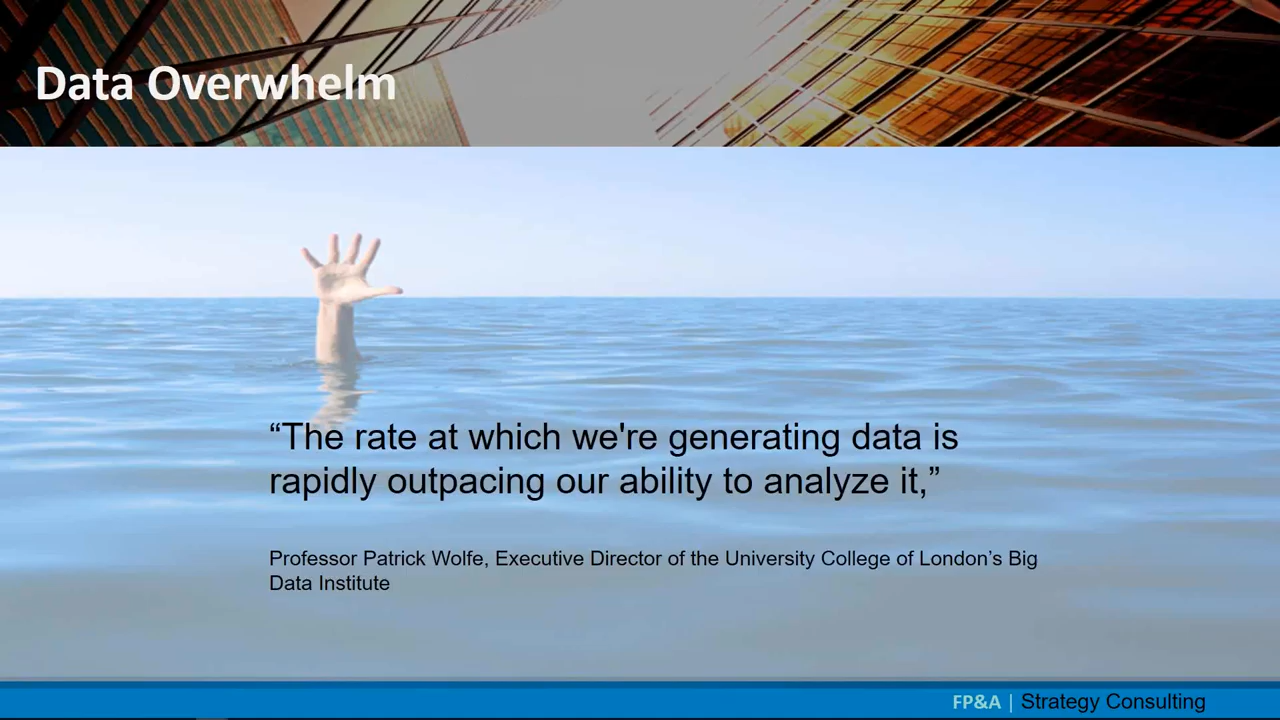 Data Overwhelm
“The rate at which we're generating data is
rapidly outpacing our ability to analyze it,”
Professor Patrick Wolfe, Executive Director of the University College of London’s Big
Data Institute
FP&A | Strategy Consulting